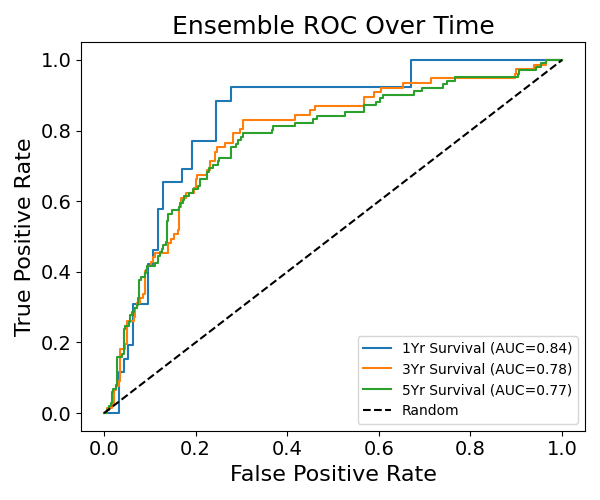 Ensemble ROC Over Time
True Positive Rate
1.0
0.8
0.6
0.4
0.2
0.0
0.0 0.2 0.4 0.6 0.8 1.0
False Positive Rate
1Yr Survival (AUC=0.84)
3Yr Survival (AUC=0.78)
5Yr Survival (AUC=0.77)
Random